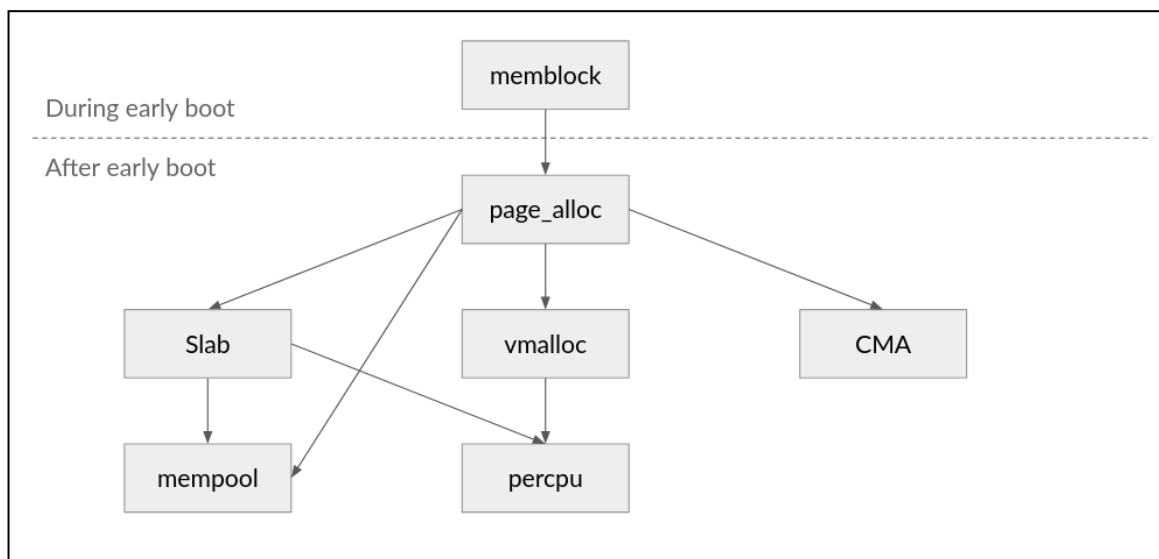 memblock
During early boot
After early boot
page_alloc
Slab
vmalloc
CMA
mempool
percpu